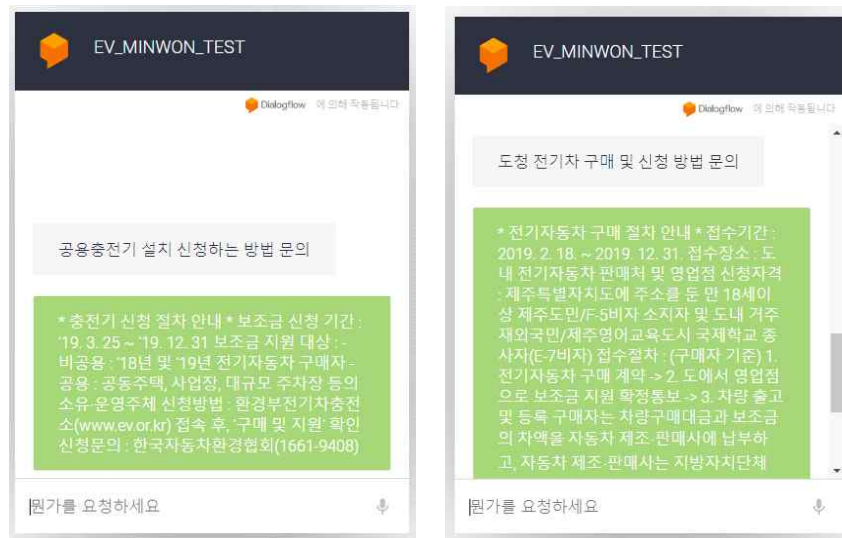 EV_MINWON_TEST
Dialogflow 에 의해 작동됩니다
공용충전기 설치 신청하는 방법 문의
* 충전기 신청 절차 안내 * 보조금 신청 기간 :
'19. 3. 25 ~ '19. 12. 31 보조금 지원 대상 : -
비공용 : '18년 및 '19년 전기자동차 구매자 -
공용 : 공동주택, 사업장, 대규모 주차장 등의
소유·운영주체 신청방법 : 환경부전기차충전
소(www.ev.or.kr) 접속 후, '구매 및 지원' 확인
신청문의 : 한국자동차환경협회(1661-9408)
뭔가를 요청하세요
EV_MINWON_TEST
Dialogflow 에 의해 작동됩니다
도청 전기차 구매 및 신청 방법 문의
* 전기자동차 구매 절차 안내 * 접수기간 :
2019. 2. 18. ~ 2019. 12. 31. 접수장소 : 도
내 전기자동차 판매처 및 영업점 신청자격
: 제주특별자치도에 주소를 둔 만 18세이
상 제주도민/F-5비자 소지자 및 도내 거주
재외국민/제주영어교육도시 국제학교 종
사자(E-7비자) 접수절차 : (구매자 기준) 1.
전기자동차 구매 계약 -> 2. 도에서 영업점
으로 보조금 지원 확정통보 -> 3. 차량 출고
및 등록 구매자는 차량구매대금과 보조금
의 차액을 자동차 제조·판매사에 납부하
고, 자동차 제조·판매사는 지방자치단체
뭔가를 요청하세요